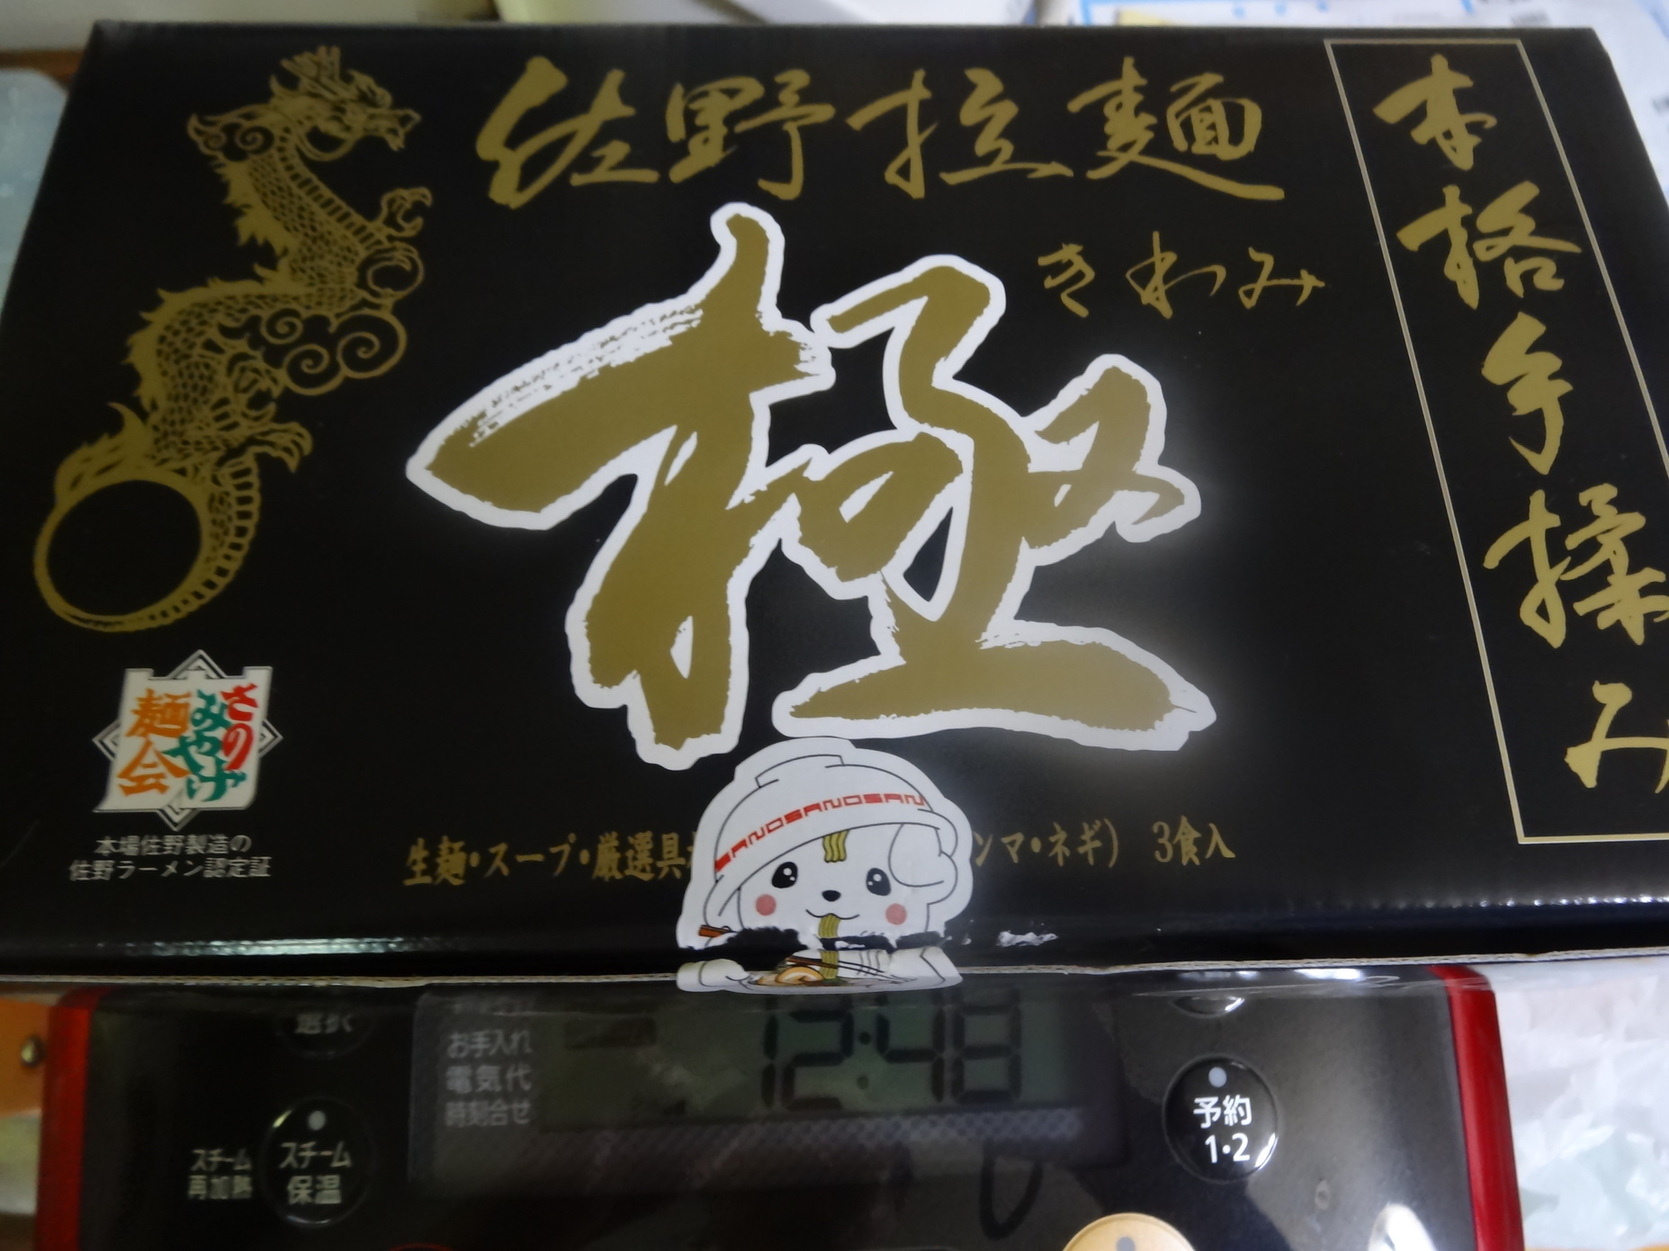 佐野拉麺
きわみ
極
本格手揉み
さの
みやげ
麺会
本場佐野製造の
佐野ラーメン認定証
生麺・スープ・厳選具
ンマ・ネギ） 3食入
SANOSANOSAN
選択
お手入れ
電気代
時刻合せ
12:48
スチーム
再加熱
スチーム
保温
予約
1・2